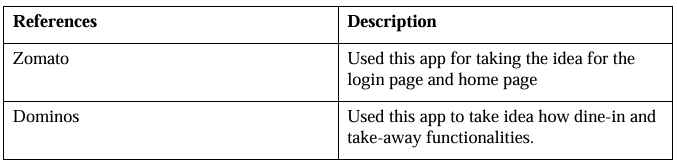 References Description
Zomato Used this app for taking the idea for the
login page and home page
Dominos Used this app to take idea how dine-in and
take-away functionalities.